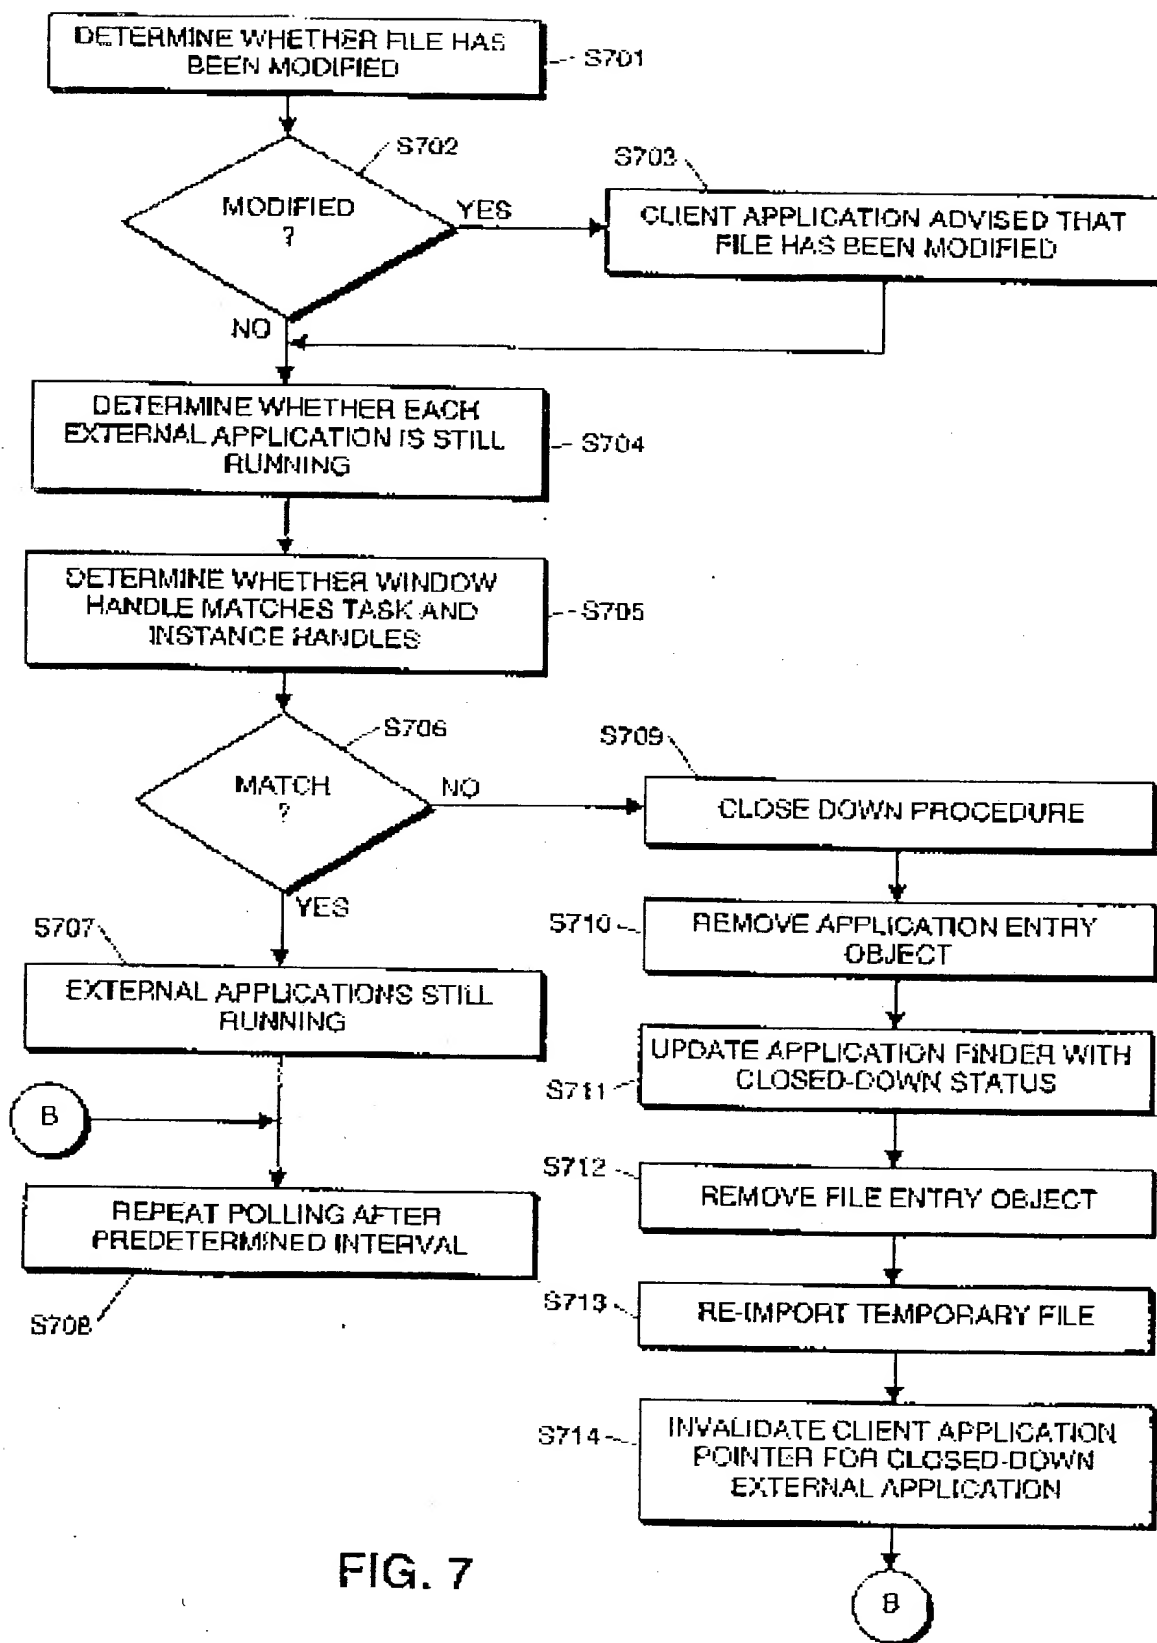 DETERMINE WHETHER FILE HAS
BEEN MODIFIED
S701
S702
MODIFIED
?
YES
NO
S703
CLIENT APPLICATION ADVISED THAT
FILE HAS BEEN MODIFIED
DETERMINE WHETHER EACH
EXTERNAL APPLICATION IS STILL
RUNNING
S704
DETERMINE WHETHER WINDOW
HANDLE MATCHES TASK AND
INSTANCE HANDLES
S705
S706
MATCH
?
NO
YES
S707
EXTERNAL APPLICATIONS STILL
RUNNING
B
REPEAT POLLING AFTER
PREDETERMINED INTERVAL
S708
S709
CLOSE DOWN PROCEDURE
S710
REMOVE APPLICATION ENTRY
OBJECT
S711
UPDATE APPLICATION FINDER WITH
CLOSED-DOWN STATUS
S712
REMOVE FILE ENTRY OBJECT
S713
RE-IMPORT TEMPORARY FILE
S714
INVALIDATE CLIENT APPLICATION
POINTER FOR CLOSED-DOWN
EXTERNAL APPLICATION
B
FIG. 7